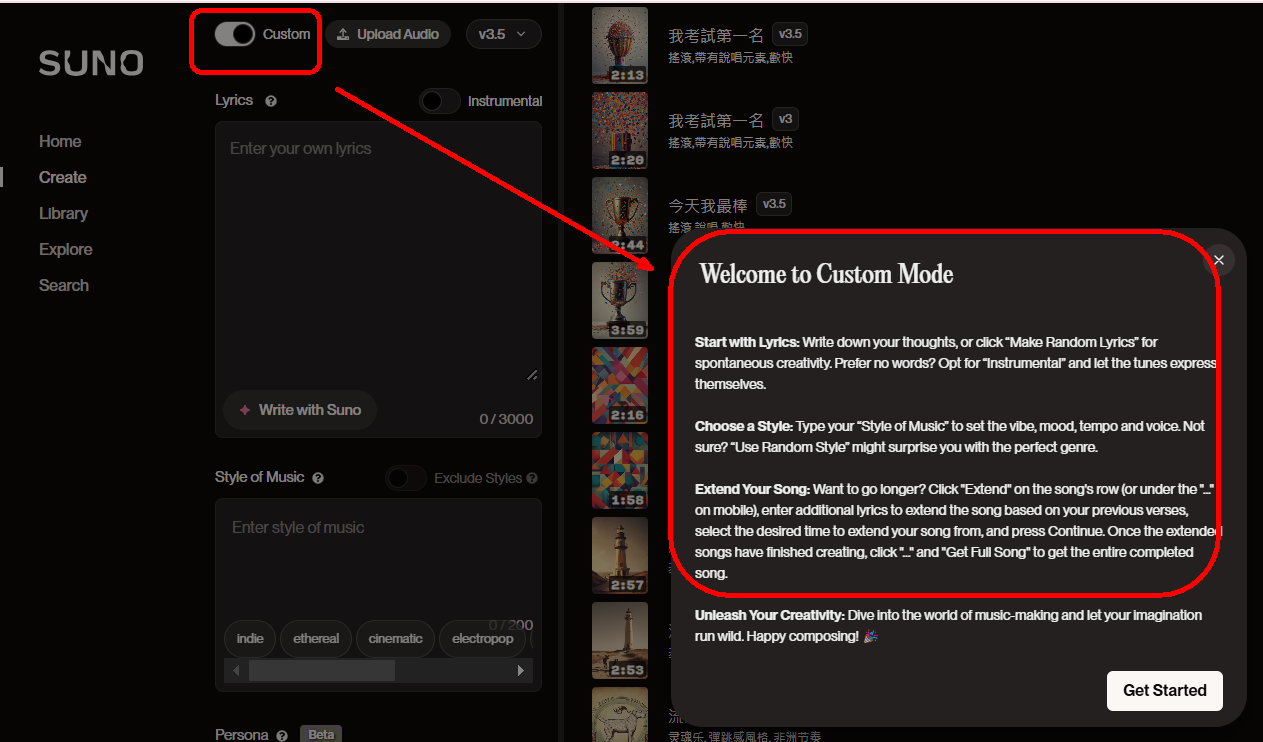 SUNO
Home
Create
Library
Explore
Search
Custom
Upload Audio
v3.5
Lyrics
Instrumental
Enter your own lyrics
Write with Suno
0 / 3000
Style of Music
Exclude Styles
Enter style of music
0 / 200
indie
ethereal
cinematic
electropop
Persona
Beta
2:13
我考試第一名 v3.5
搖滾,帶有說唱元素,歡快
2:20
我考試第一名 v3
搖滾,帶有說唱元素,歡快
2:44
今天我最棒 v3.5
搖滾,說唱,歡快
3:59
2:16
1:58
2:57
2:53
流
灵魂乐, 彈跳感風格, 非洲节奏
Welcome to Custom Mode
Start with Lyrics: Write down your thoughts, or click “Make Random Lyrics” for
spontaneous creativity. Prefer no words? Opt for “Instrumental” and let the tunes express
themselves.
Choose a Style: Type your “Style of Music” to set the vibe, mood, tempo and voice. Not
sure? “Use Random Style” might surprise you with the perfect genre.
Extend Your Song: Want to go longer? Click "Extend" on the song's row (or under the "..."
on mobile), enter additional lyrics to extend the song based on your previous verses,
select the desired time to extend your song from, and press Continue. Once the extended
songs have finished creating, click "..." and "Get Full Song" to get the entire completed
song.
Unleash Your Creativity: Dive into the world of music-making and let your imagination
run wild. Happy composing! 🎉
Get Started